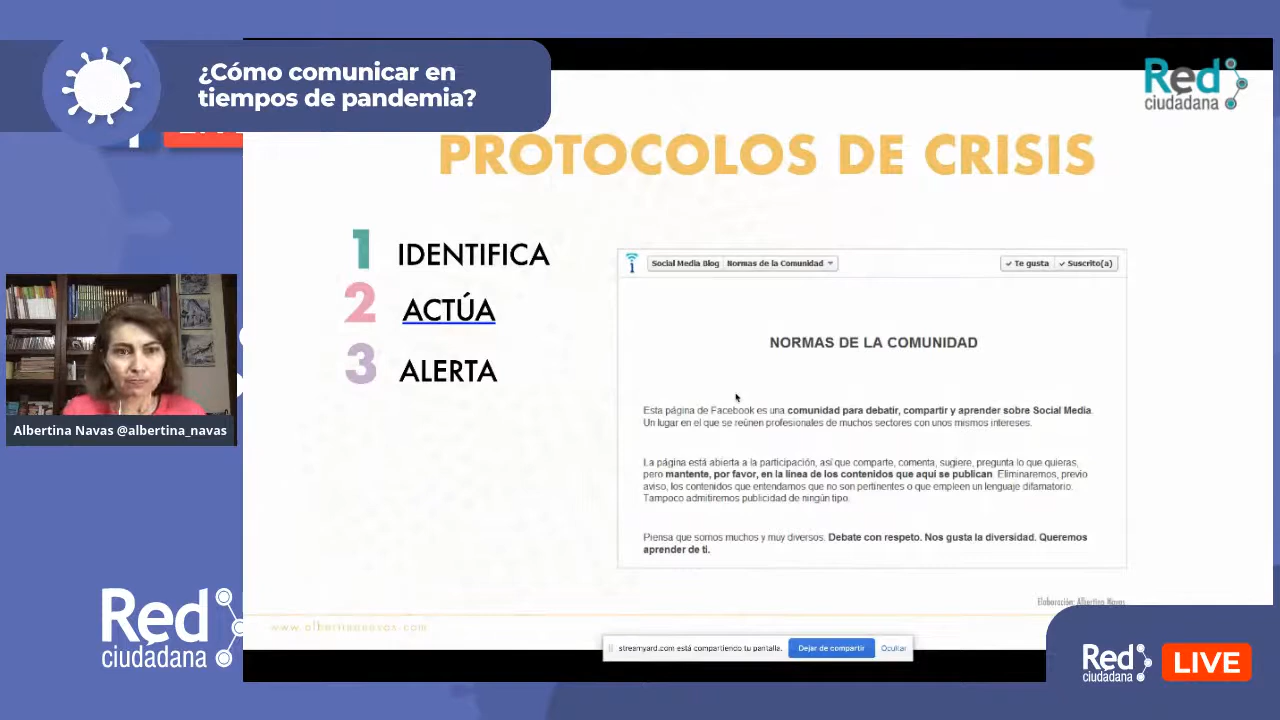 ¿Cómo comunicar en
tiempos de pandemia?
Red
ciudadana
PROTOCOLOS DE CRISIS
1 IDENTIFICA
2 ACTÚA
3 ALERTA
Social Media Blog Normas de la Comunidad
Te gusta Suscrito(a)
NORMAS DE LA COMUNIDAD
Esta página de Facebook es una comunidad para debatir, compartir y aprender sobre Social Media.
Un lugar en el que se reúnen profesionales de muchos sectores con unos mismos intereses.
La página está abierta a la participación, así que comparte, comenta, sugiere, pregunta lo que quieras,
pero mantente, por favor, en la línea de los contenidos que aquí se publican. Eliminaremos, previo
aviso, los contenidos que entendamos que no son pertinentes o que empleen un lenguaje difamatorio.
Tampoco admitiremos publicidad de ningún tipo.
Piensa que somos muchos y muy diversos. Debate con respeto. Nos gusta la diversidad. Queremos
aprender de ti.
Elaboración: Albertina Navas
www.albertinanavas.com
streamyard.com está compartiendo tu pantalla. Dejar de compartir Ocultar
Albertina Navas @albertina_navas
Red
ciudadana
Red
ciudadana
LIVE